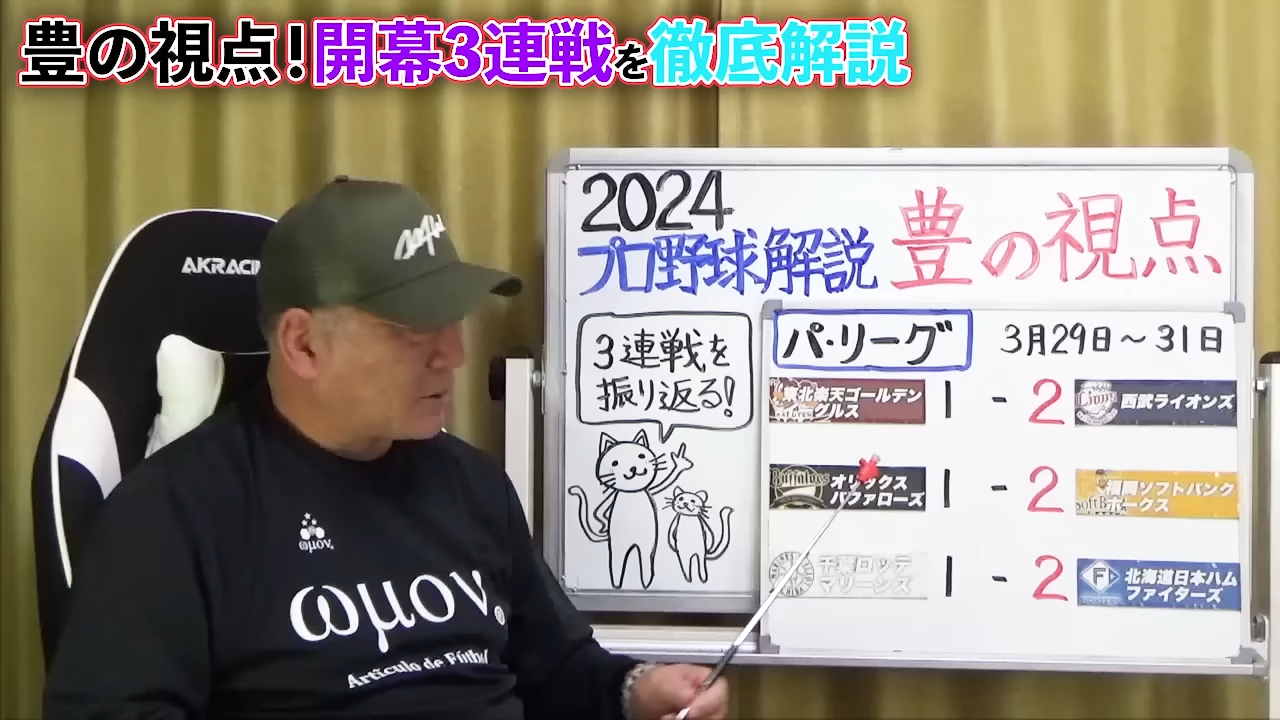 豊の視点！開幕3連戦を徹底解説
AKRACIN
2024
プロ野球解説 豊の視点
3連戦を
振り返る！
パ・リーグ 3月29日～31日
東北楽天ゴールデン
グルス
1 - 2
Lions
西武ライオンズ
Buffaloes
オリックス
バファローズ
1 - 2
福岡ソフトバンク
ホークス
千葉ロッテ
マリーンズ
1 - 2
F
北海道日本ハム
ファイターズ
ωμον.
ωμον.
Artículo de Fútbol